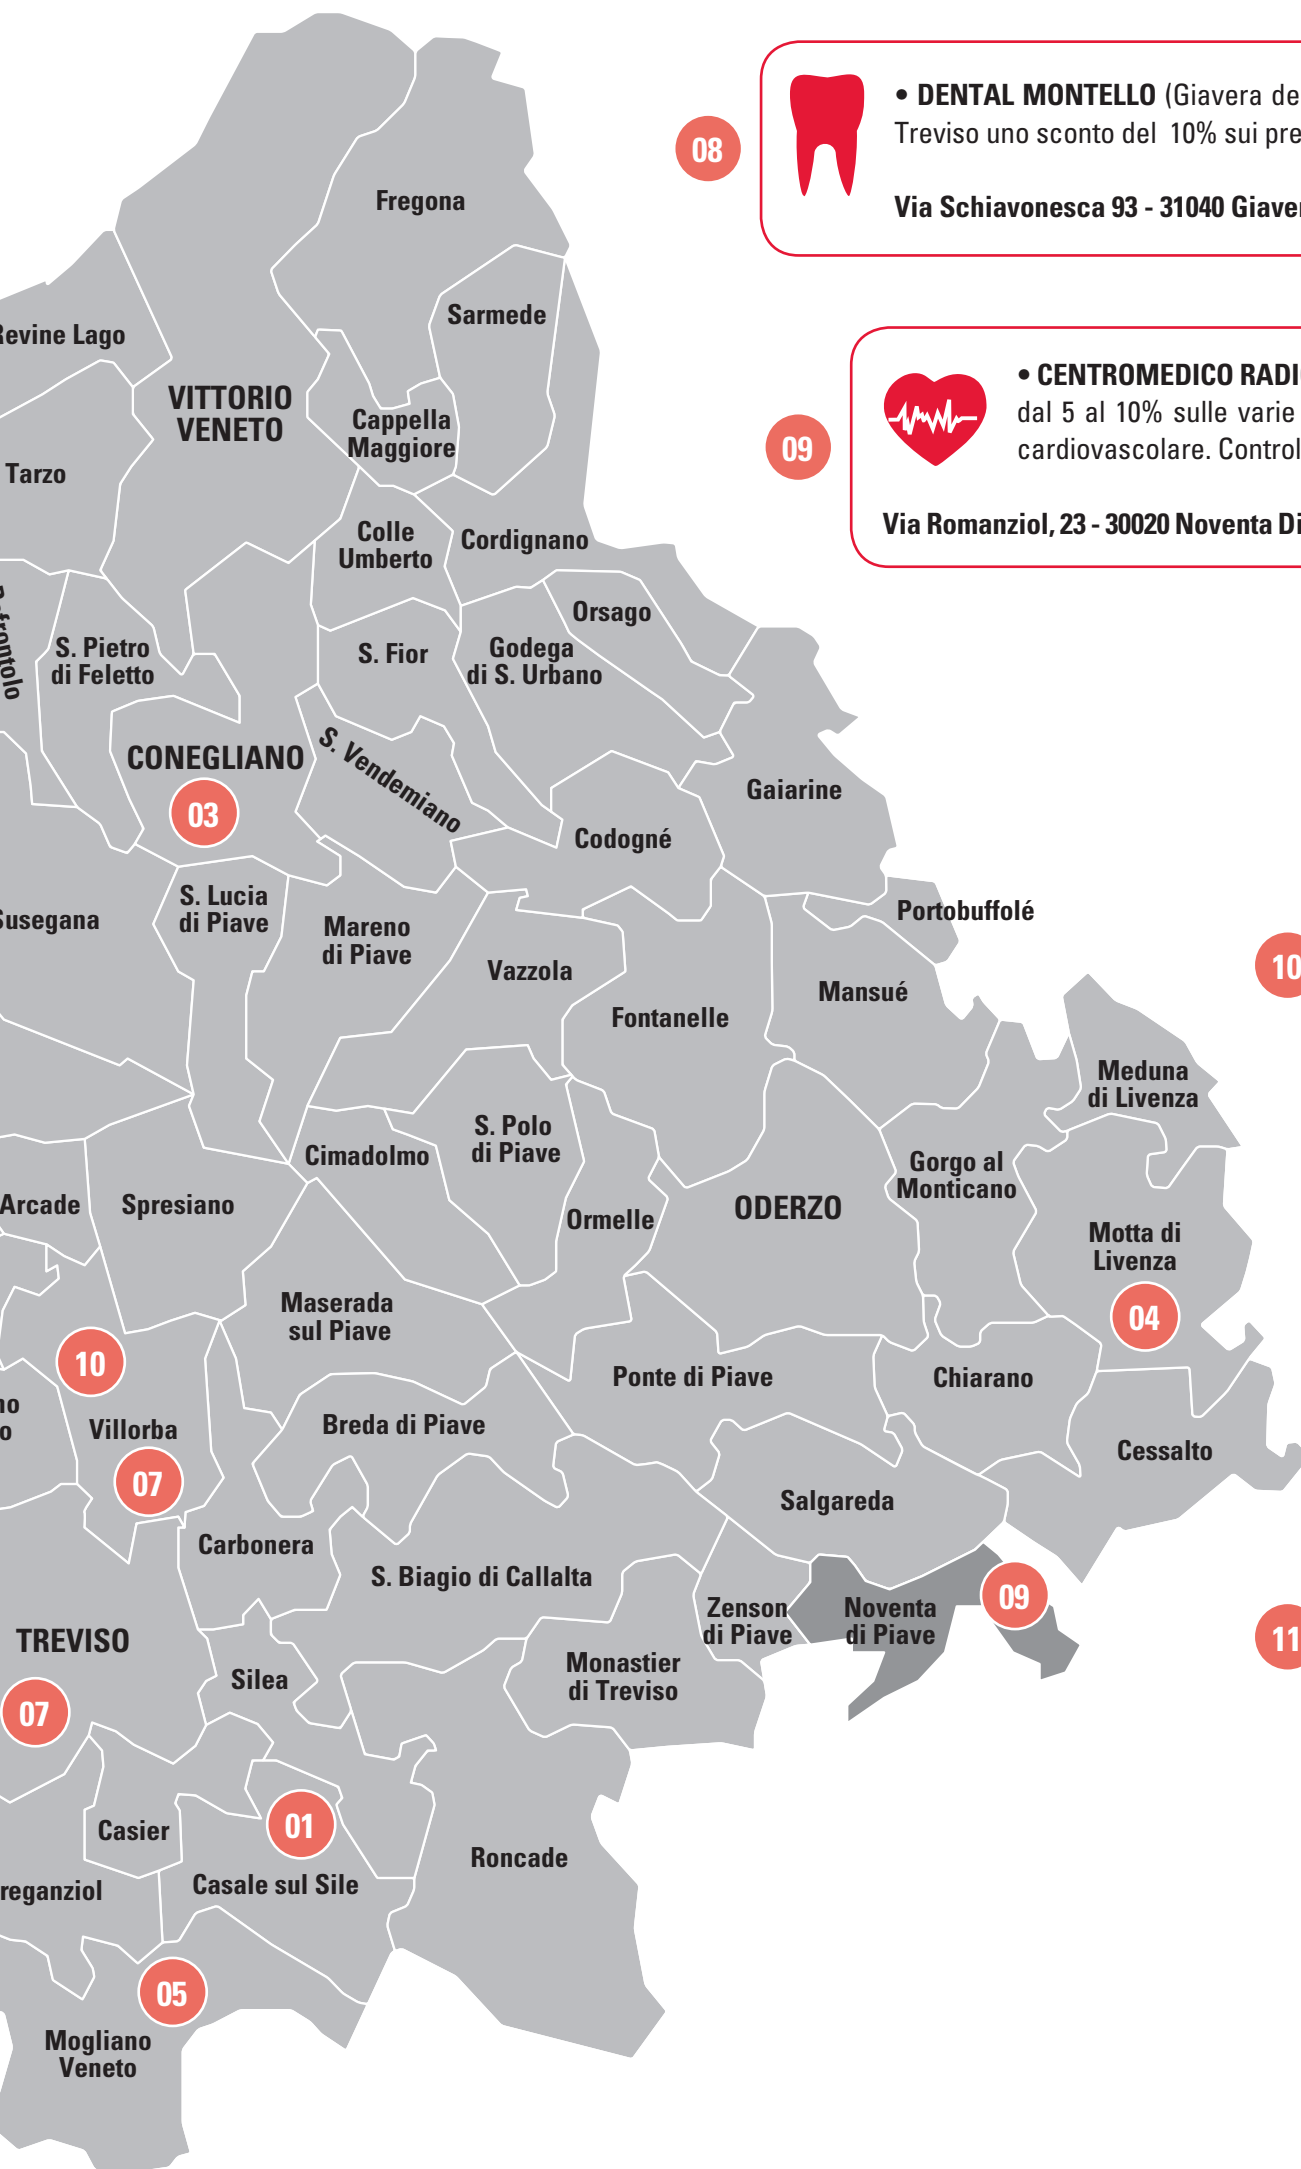 08
• DENTAL MONTELLO (Giavera de
Treviso uno sconto del 10% sui pre
Via Schiavonesca 93 - 31040 Giaver
09
• CENTROMEDICO RADI
dal 5 al 10% sulle varie
cardiovascolare. Control
Via Romanziol, 23 - 30020 Noventa Di
Fregona
Sarmede
Revine Lago
VITTORIO
VENETO
Cappella
Maggiore
Tarzo
Colle
Umberto
Cordignano
Refrontolo
Orsago
S. Pietro
di Feletto
S. Fior
Godega
di S. Urbano
CONEGLIANO
03
S. Vendemiano
Gaiarine
Codogné
Susegana
S. Lucia
di Piave
Mareno
di Piave
Portobuffolé
Vazzola
10
Mansué
Fontanelle
Meduna
di Livenza
S. Polo
di Piave
Cimadolmo
Gorgo al
Monticano
Arcade
Spresiano
ODERZO
Ormelle
Motta di
Livenza
04
Maserada
sul Piave
10
Ponte di Piave
Chiarano
no
o
Villorba
07
Breda di Piave
Cessalto
Salgareda
Carbonera
S. Biagio di Callalta
09
Zenson
di Piave
Noventa
di Piave
11
TREVISO
07
Silea
Monastier
di Treviso
01
Casier
Roncade
Casale sul Sile
reganziol
05
Mogliano
Veneto